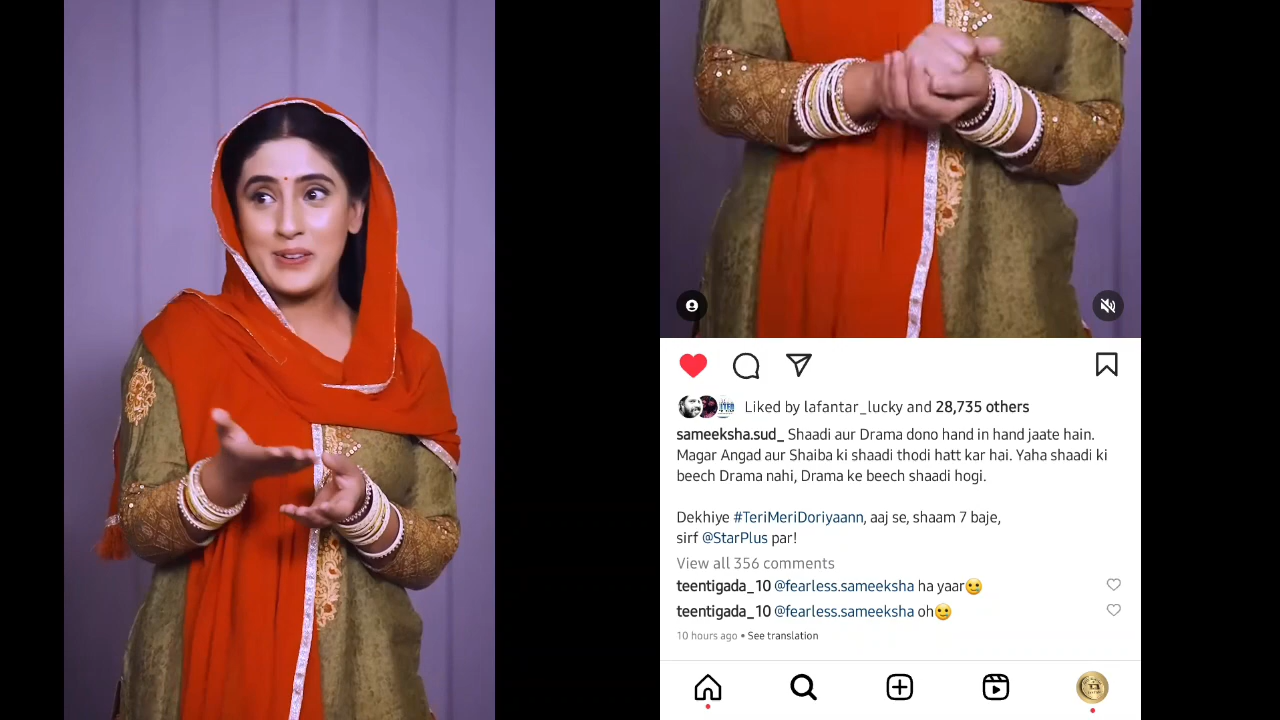 Liked by lafantar_lucky and 28,735 others
sameeksha.sud_ Shaadi aur Drama dono hand in hand jaate hain.
Magar Angad aur Shaiba ki shaadi thodi hatt kar hai. Yaha shaadi ki
beech Drama nahi, Drama ke beech shaadi hogi.
Dekhiye #TeriMeriDoriyaann, aaj se, shaam 7 baje,
sirf @StarPlus par!
View all 356 comments
teentigada_10 @fearless.sameeksha ha yaar🥲
teentigada_10 @fearless.sameeksha oh🥲
10 hours ago • See translation